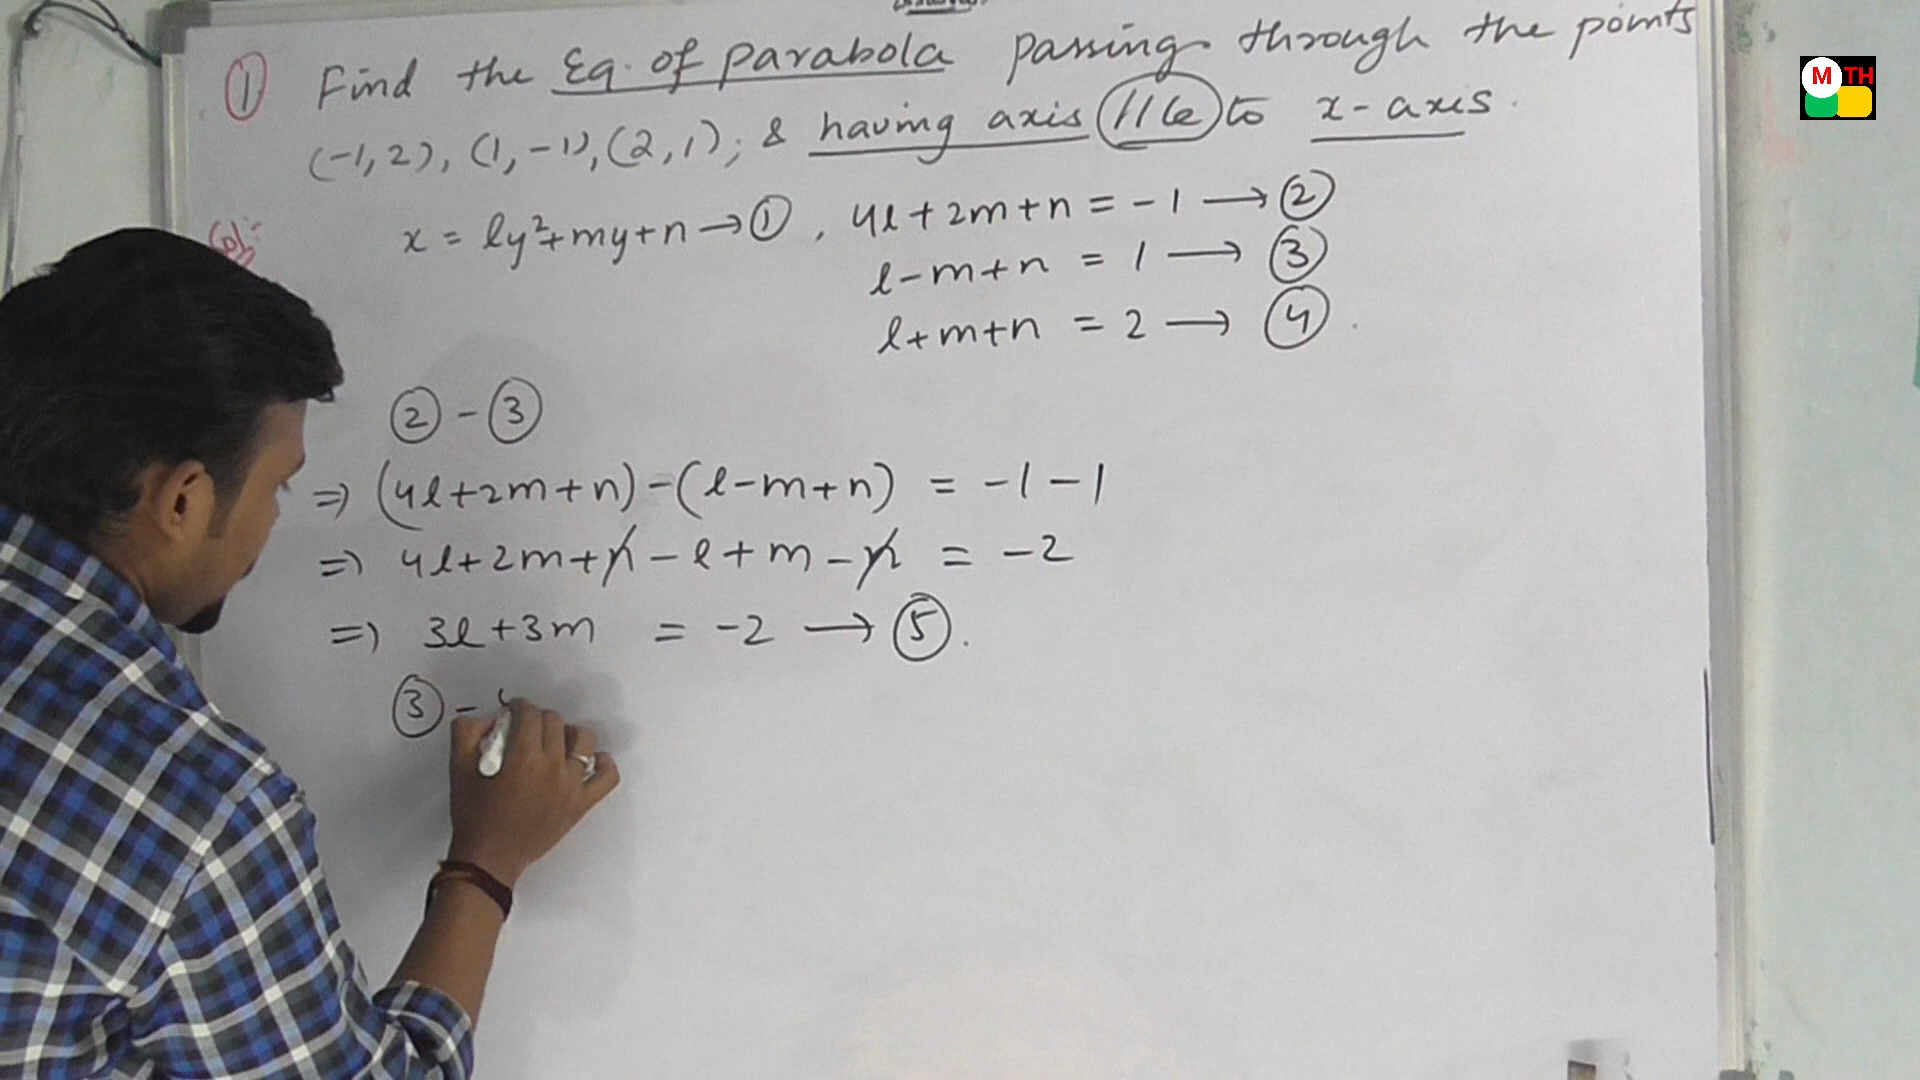 ① Find the Eq. of parabola passing through the points
(-1, 2), (1, -1), (2, 1); & having axis ||le to x-axis.
Sol:-
x = ly²+my+n → ①, 4l+2m+n = -1 → ②
l-m+n = 1 → ③
l+m+n = 2 → ④.
② - ③
⇒ (4l+2m+n)-(l-m+n) = -1-1
⇒ 4l+2m+n-l+m-n = -2
⇒ 3l+3m = -2 → ⑤.
③ -
M TH